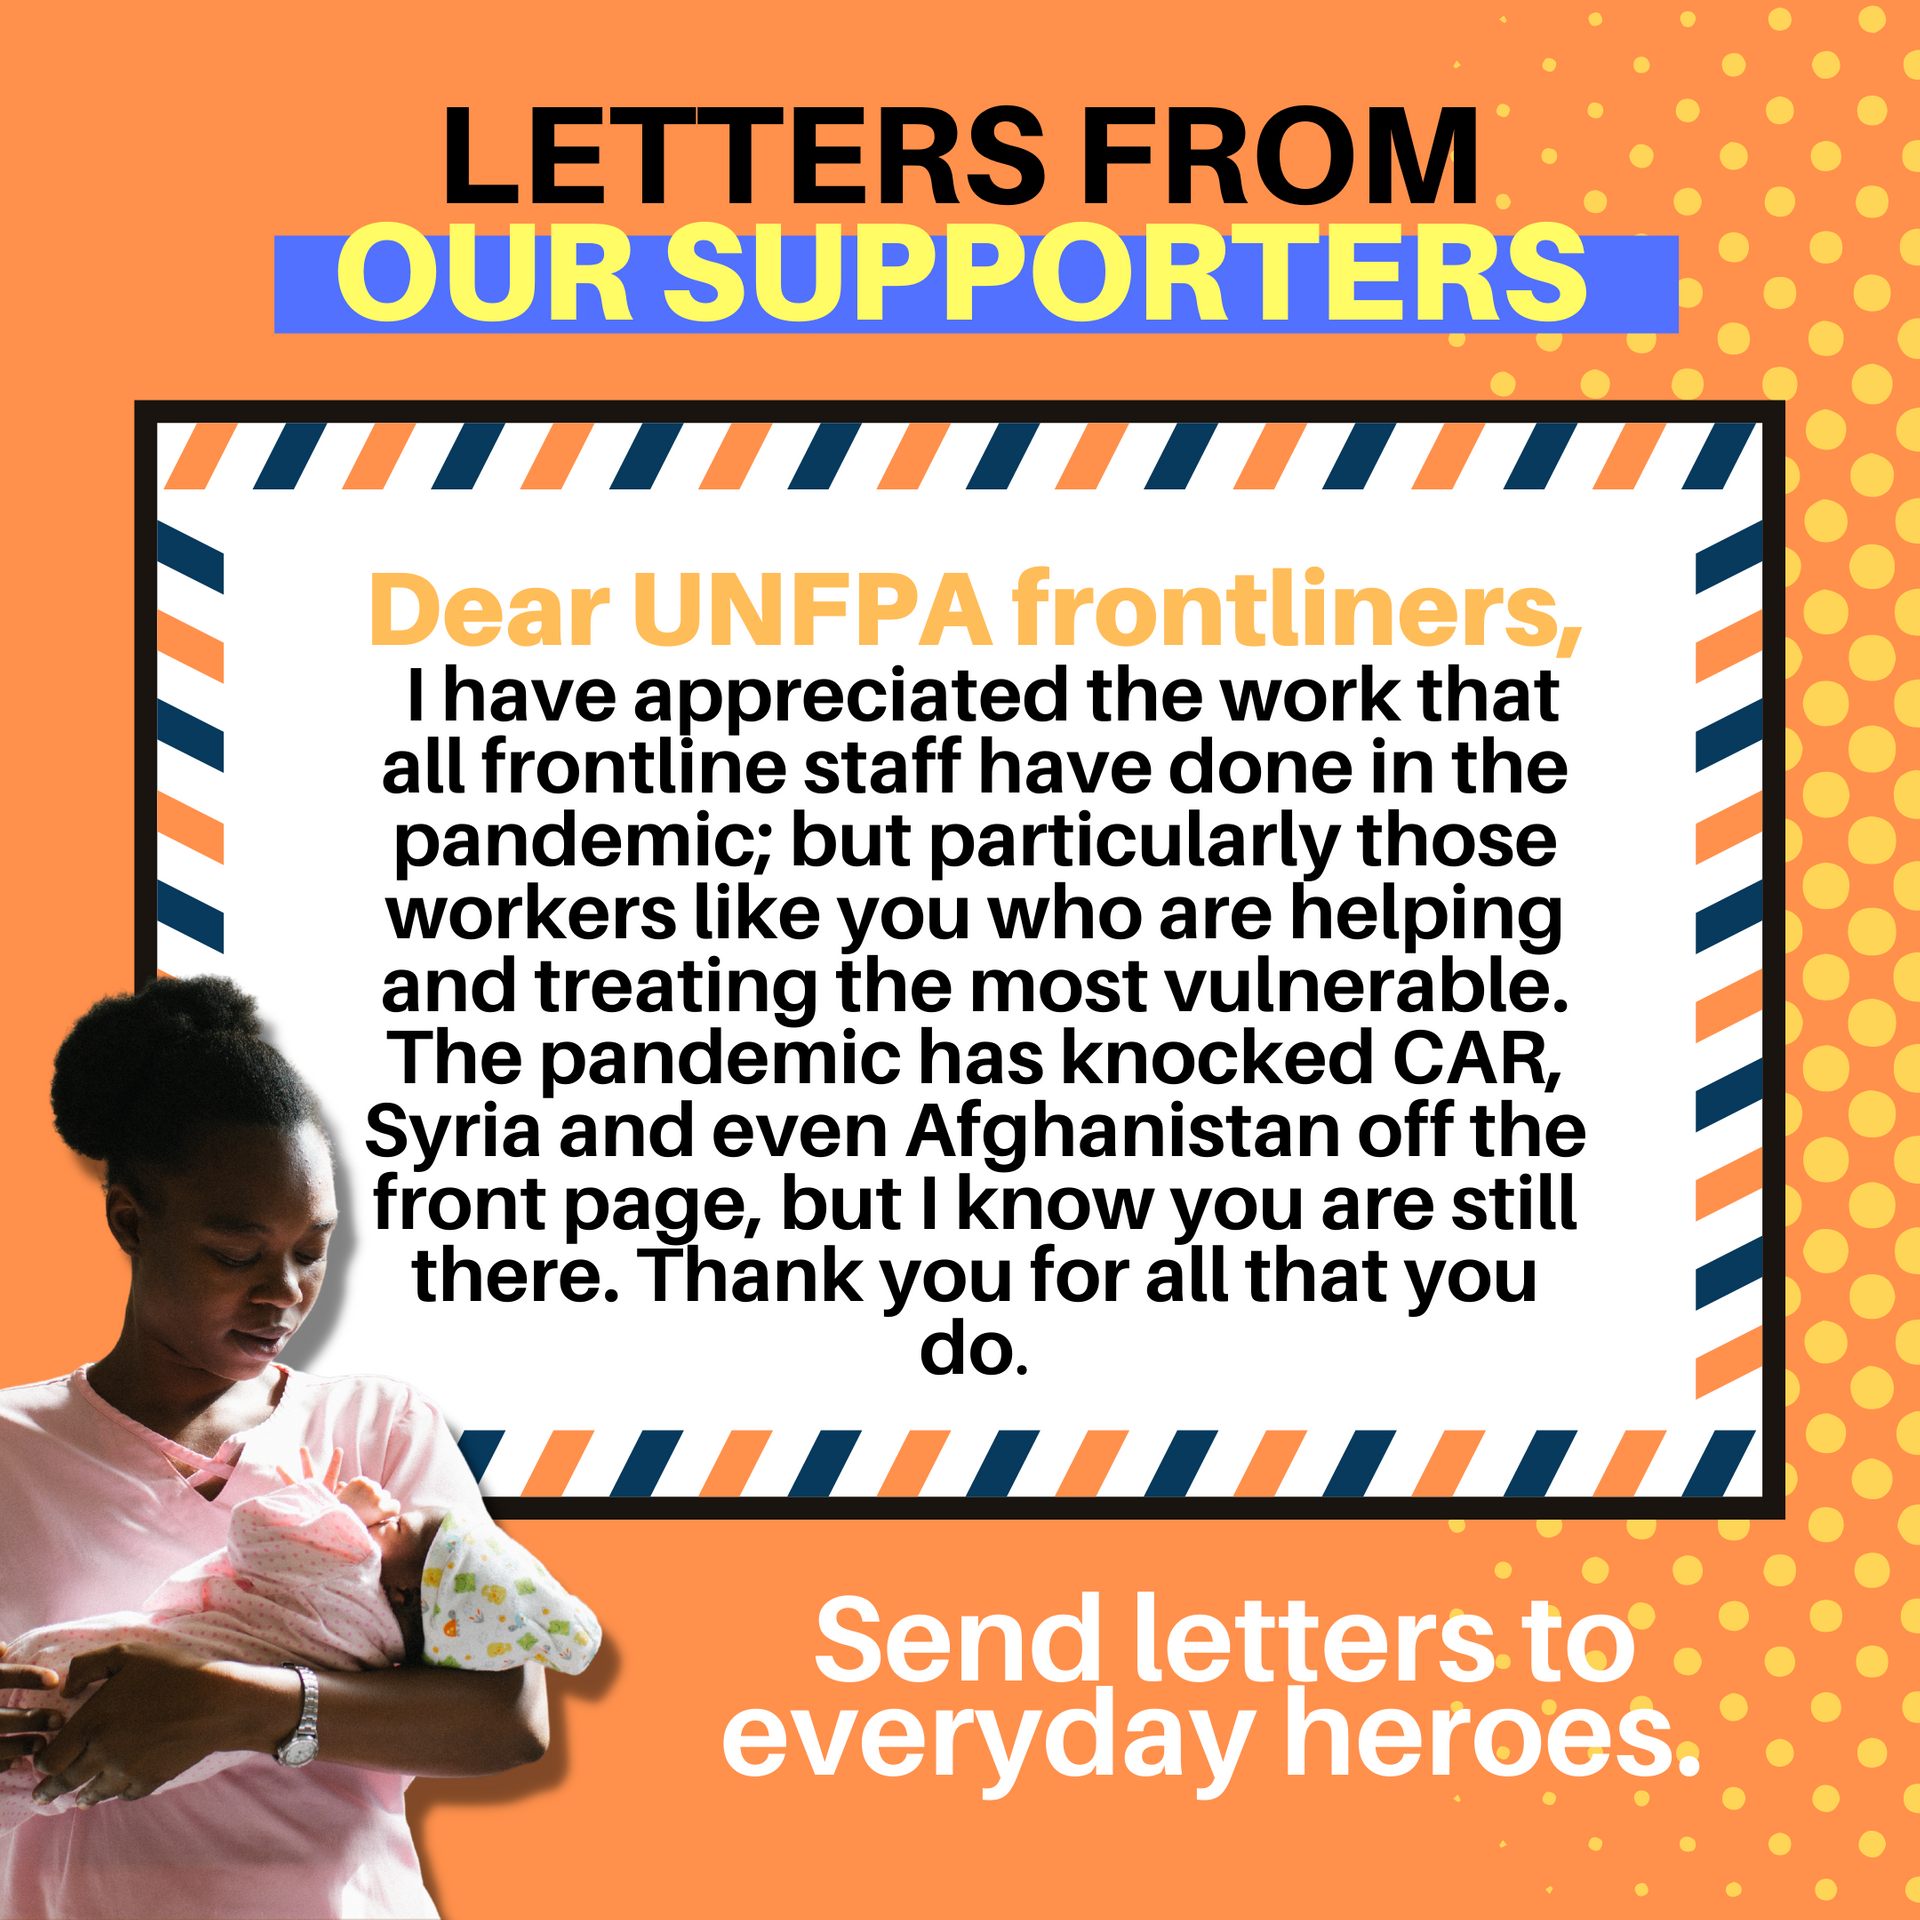 LETTERS FROM
OUR SUPPORTERS
Dear UNFPA frontliners,
I have appreciated the work that
all frontline staff have done in the
pandemic; but particularly those
workers like you who are helping
and treating the most vulnerable.
The pandemic has knocked CAR,
Syria and even Afghanistan off the
front page, but I know you are still
there. Thank you for all that you
do.
Send letters to
everyday heroes.